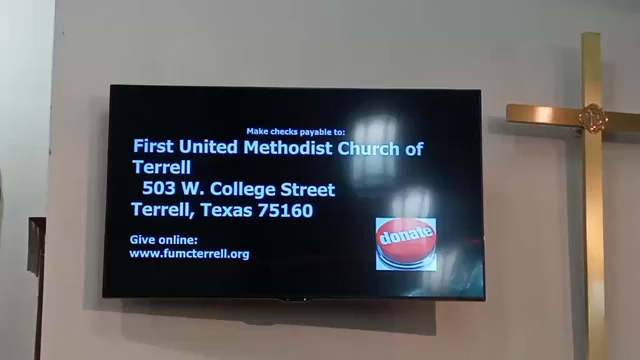 Make checks payable to:
First United Methodist Church of
Terrell
503 W. College Street
Terrell, Texas 75160
donate
Give online:
www.fumcterrell.org